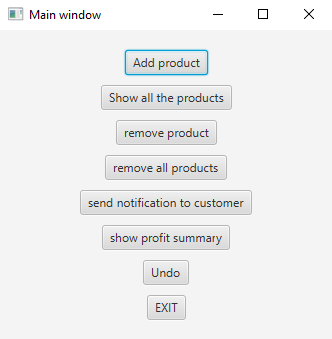 Main window
Add product
Show all the products
remove product
remove all products
send notification to customer
show profit summary
Undo
EXIT